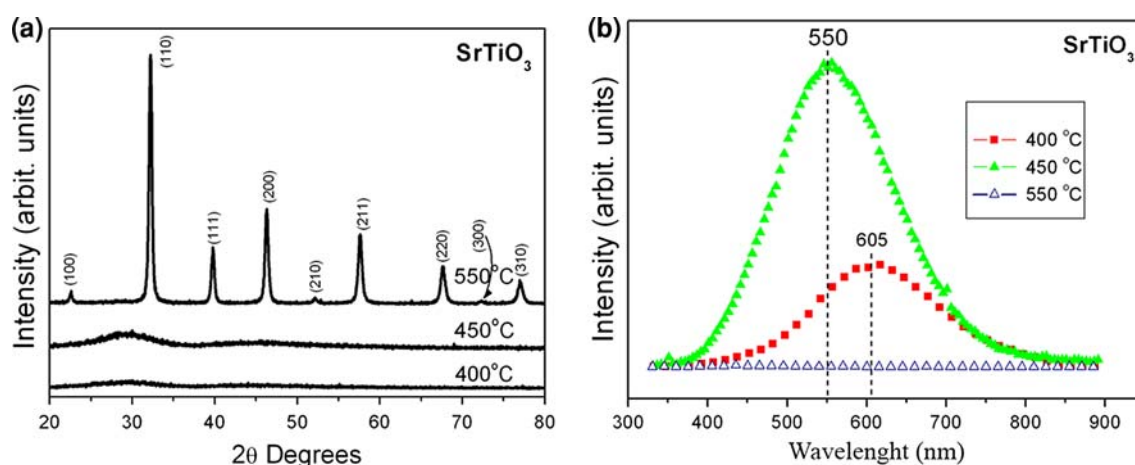 (a)
SrTiO₃
Intensity (arbit. units)
(100)
(110)
(111)
(200)
(210)
(211)
(220)
(300)
(310)
550°C
450°C
400°C
20 30 40 50 60 70 80
2θ Degrees
(b)
550
SrTiO₃
Intensity (arbit. units)
400 °C
450 °C
550 °C
605
300 400 500 600 700 800 900
Wavelenght (nm)